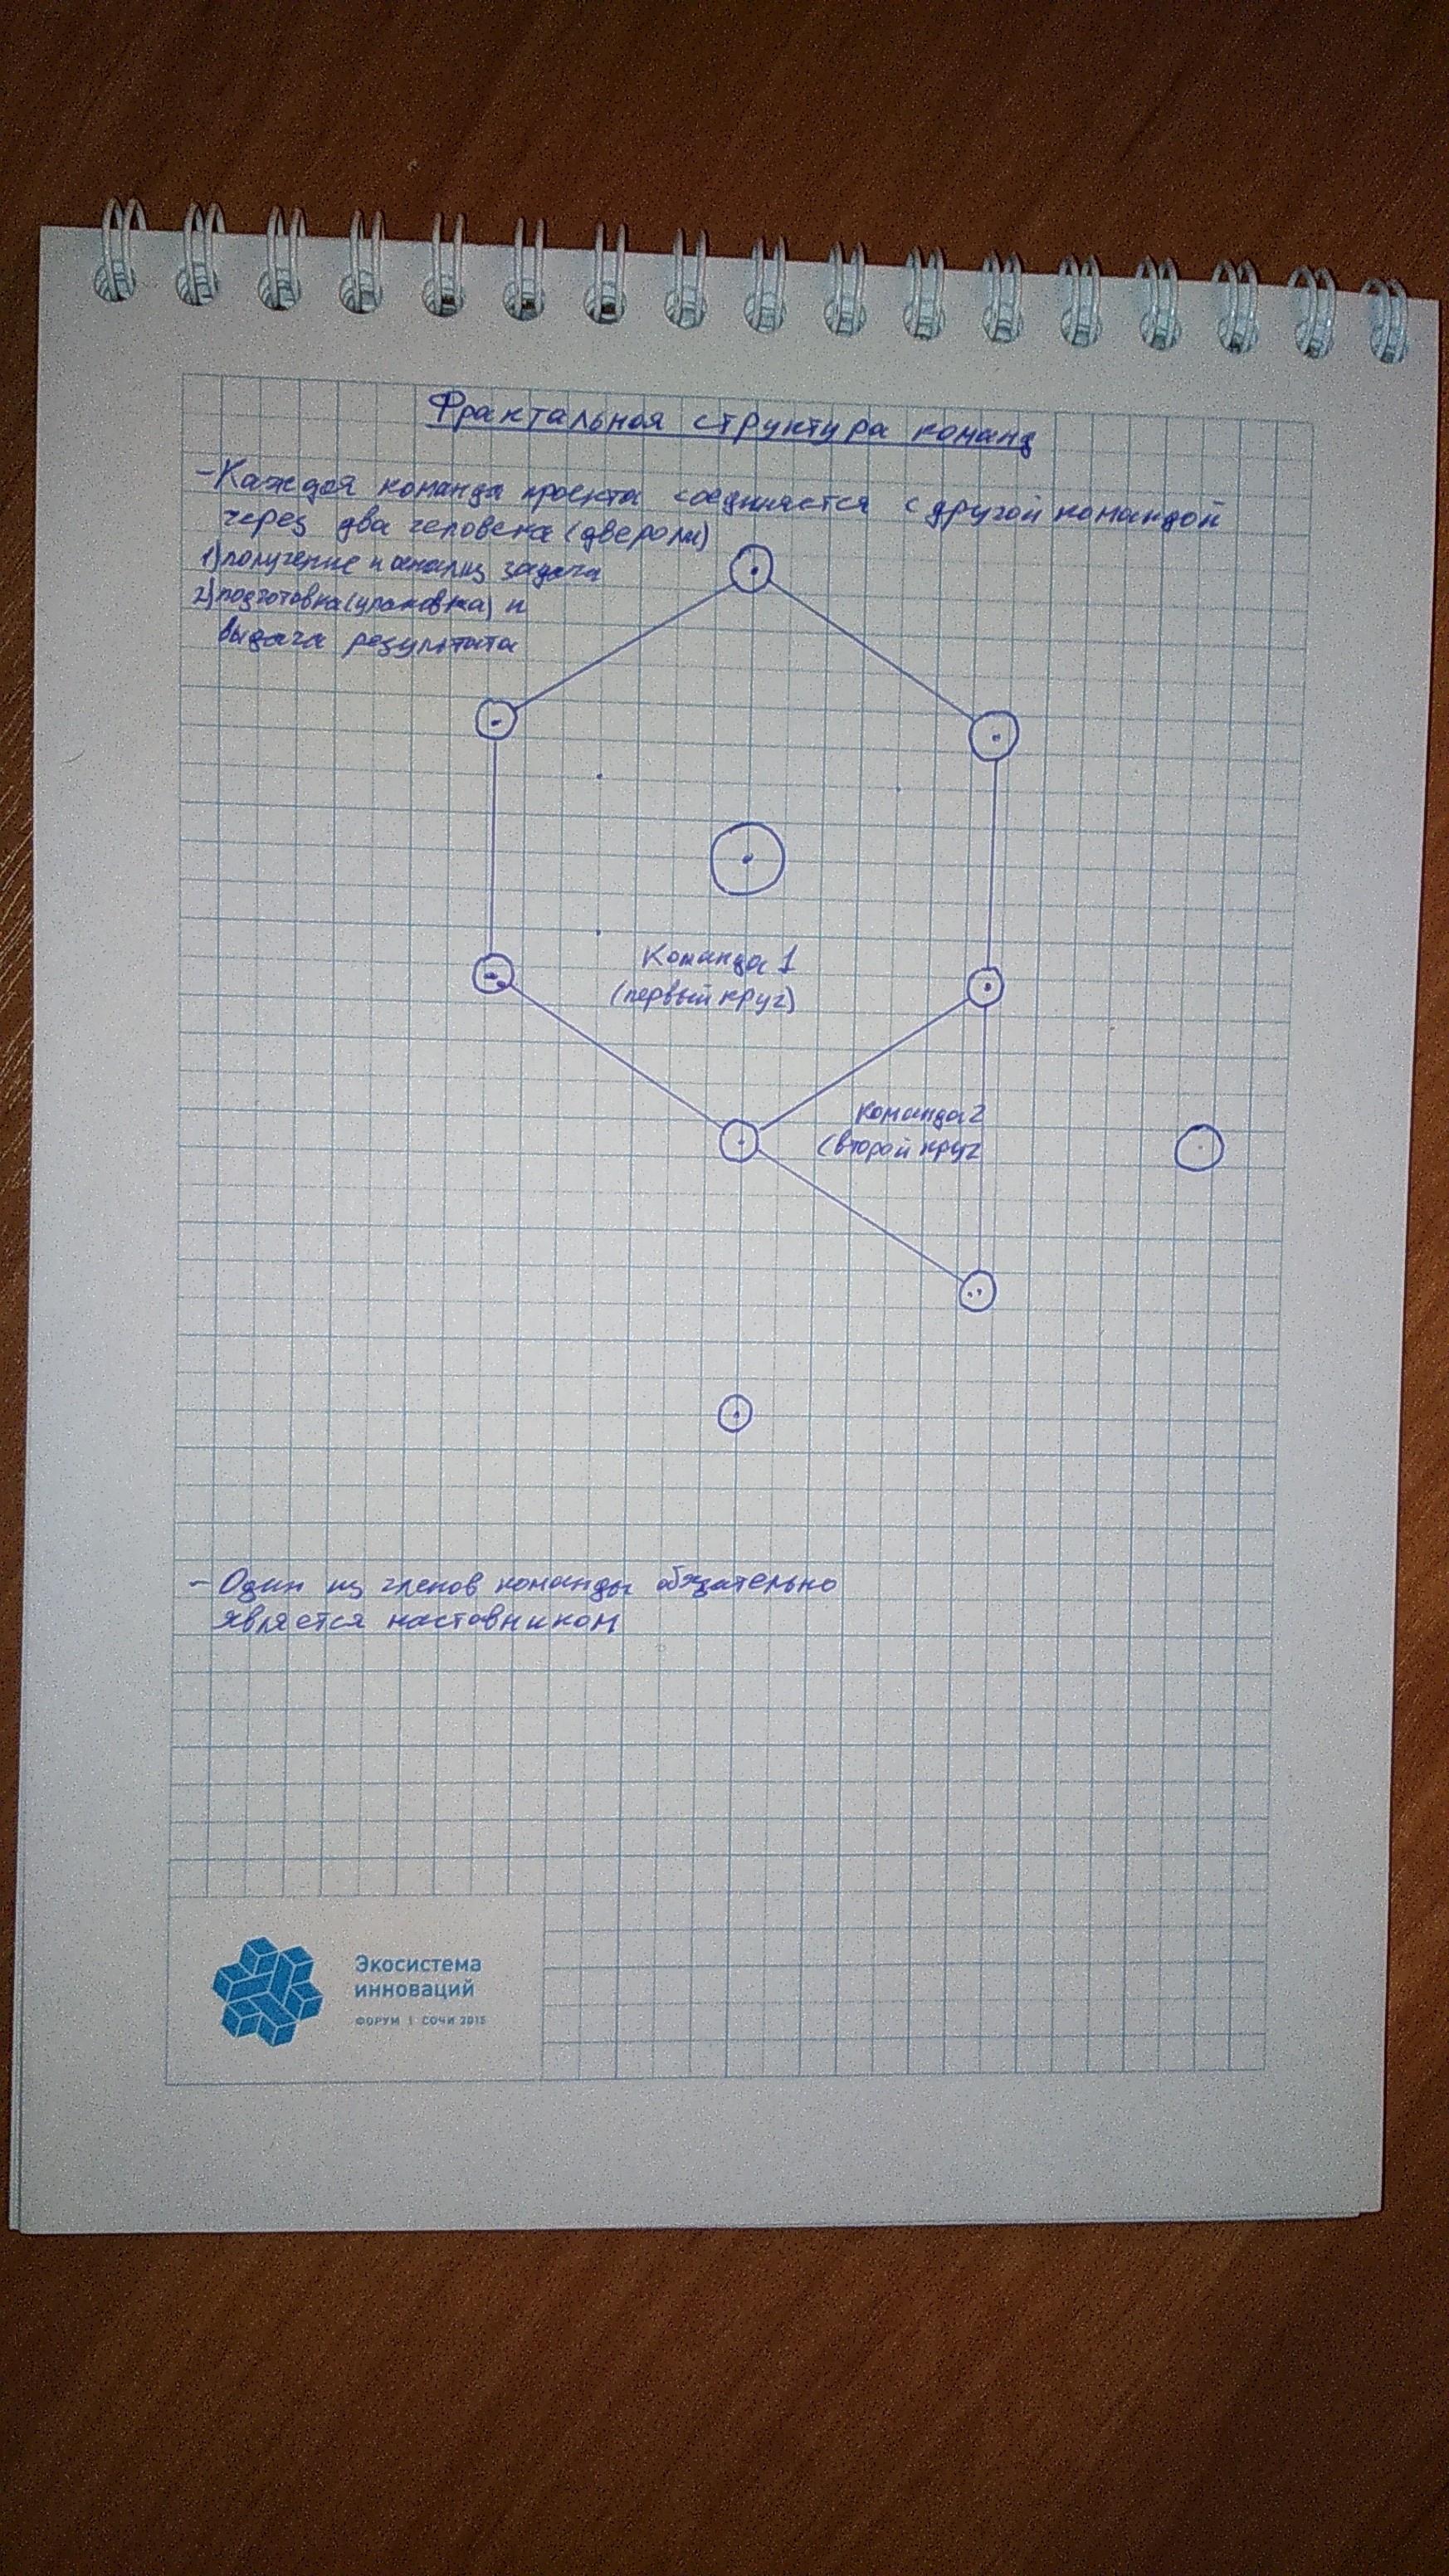 Фрактальная структура команд
- Каждая команда проекта соединяется с другой командой
через два человека (две роли)
1) получение и анализ задача
2) подготовка (упаковка) и
выдача результата
Команда 1
(первый круг)
Команда 2
(второй круг
- Один из членов команды обязательно
является наставником
Экосистема
инноваций
ФОРУМ | СОЧИ 2015